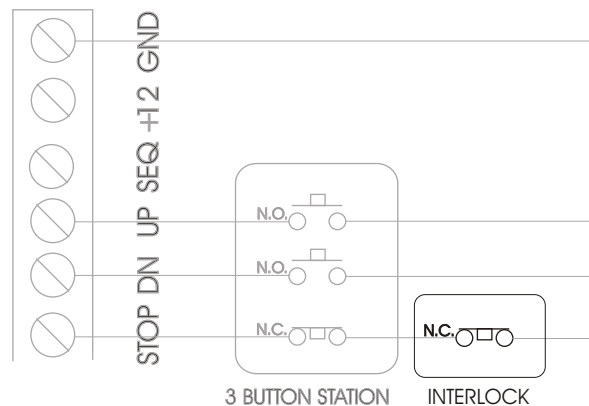 GND
+12
SEQ
UP
DN
STOP
N.O.
N.O.
N.C.
N.C.
3 BUTTON STATION
INTERLOCK